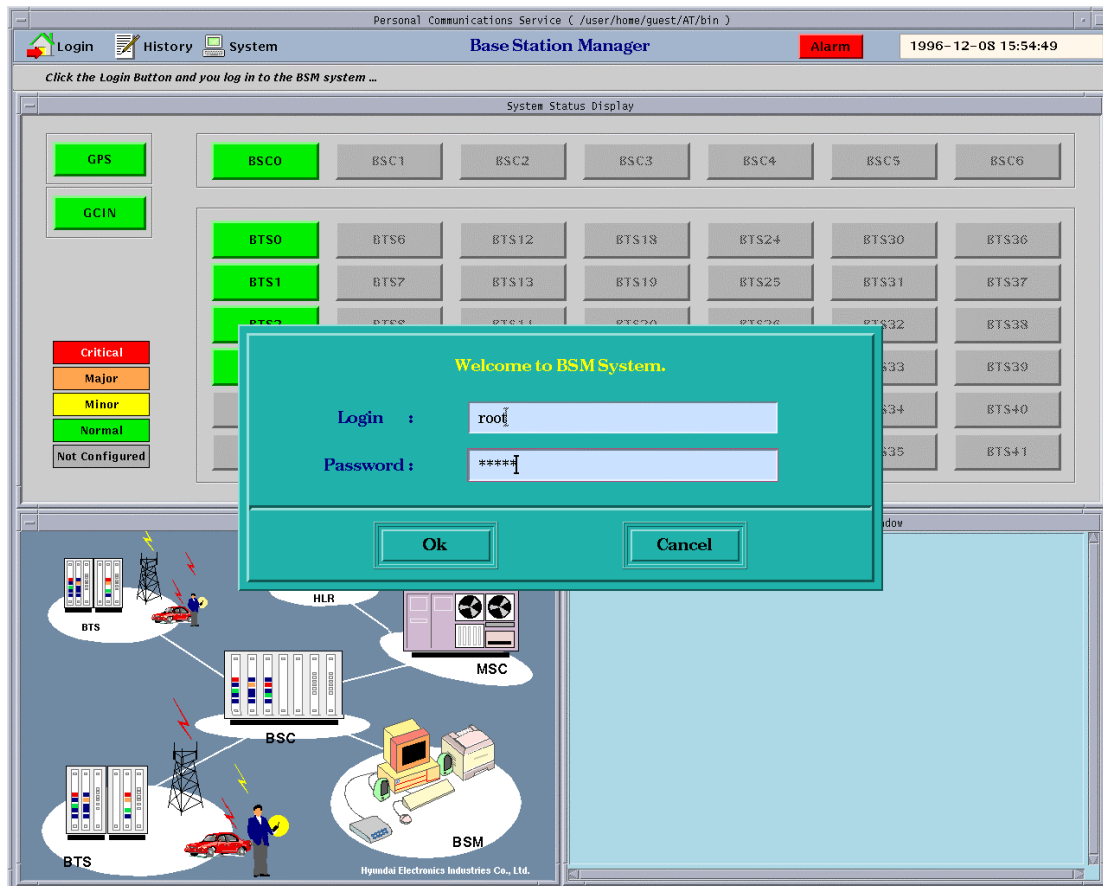 Personal Communications Service ( /user/home/guest/AT/bin )
Login History System Base Station Manager Alarm 1996-12-08 15:54:49
Click the Login Button and you log in to the BSM system ...
System Status Display
GPS BSC0 BSC1 BSC2 BSC3 BSC4 BSC5 BSC6
GCIN
BTS0 BTS6 BTS12 BTS18 BTS24 BTS30 BTS36
BTS1 BTS7 BTS13 BTS19 BTS25 BTS31 BTS37
BTS38
BTS39
BTS40
BTS41
Critical
Major
Minor
Normal
Not Configured
Welcome to BSM System.
Login : root
Password : *****
Ok Cancel
HLR
BTS
MSC
BSC
BSM
BTS
Hyundai Electronics Industries Co., Ltd.